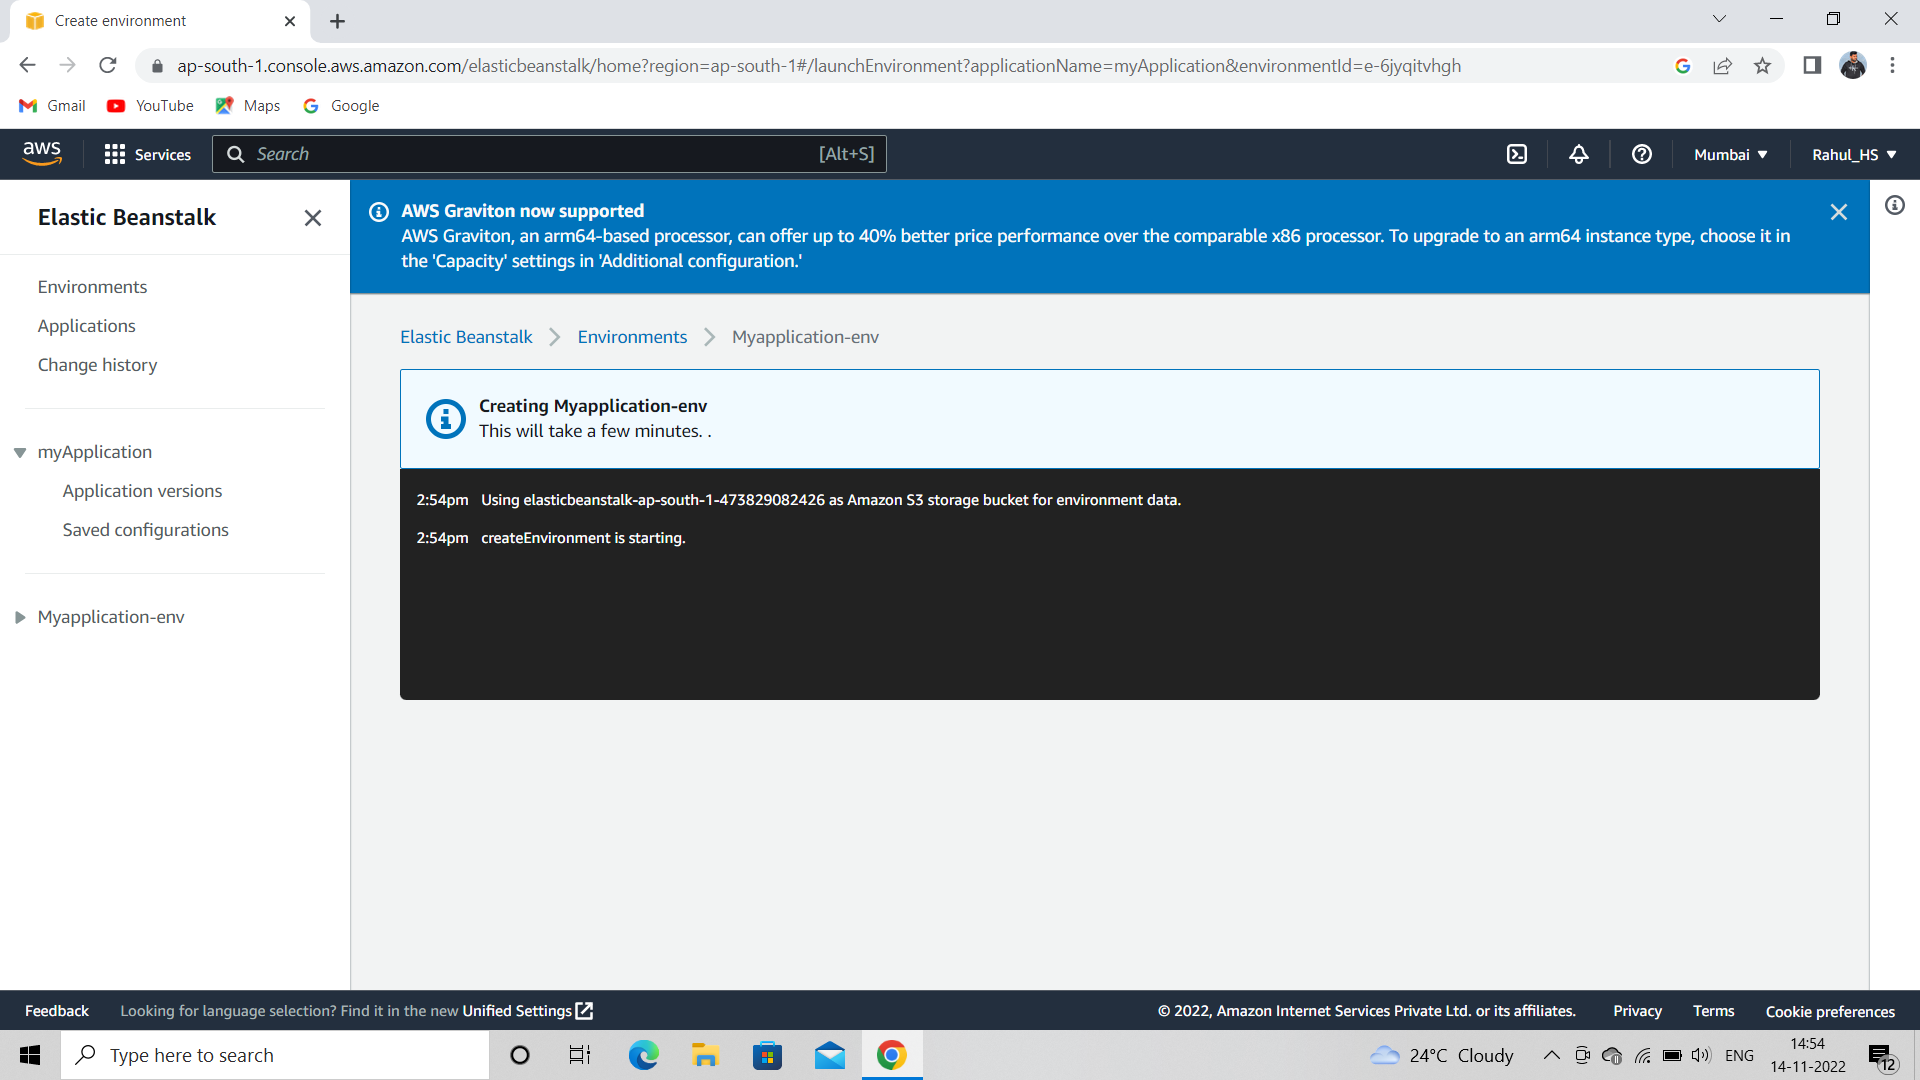 Create environment
ap-south-1.console.aws.amazon.com/elasticbeanstalk/home?region=ap-south-1#/launchEnvironment?applicationName=myApplication&environmentId=e-6jyqitvhgh
Gmail YouTube Maps Google
aws Services Search [Alt+S] Mumbai Rahul_HS
Elastic Beanstalk
Environments
Applications
Change history
myApplication
Application versions
Saved configurations
Myapplication-env
AWS Graviton now supported
AWS Graviton, an arm64-based processor, can offer up to 40% better price performance over the comparable x86 processor. To upgrade to an arm64 instance type, choose it in
the 'Capacity' settings in 'Additional configuration.'
Elastic Beanstalk Environments Myapplication-env
Creating Myapplication-env
This will take a few minutes. .
2:54pm Using elasticbeanstalk-ap-south-1-473829082426 as Amazon S3 storage bucket for environment data.
2:54pm createEnvironment is starting.
Feedback Looking for language selection? Find it in the new Unified Settings © 2022, Amazon Internet Services Private Ltd. or its affiliates. Privacy Terms Cookie preferences
Type here to search 24°C Cloudy ENG 14:54
14-11-2022 12